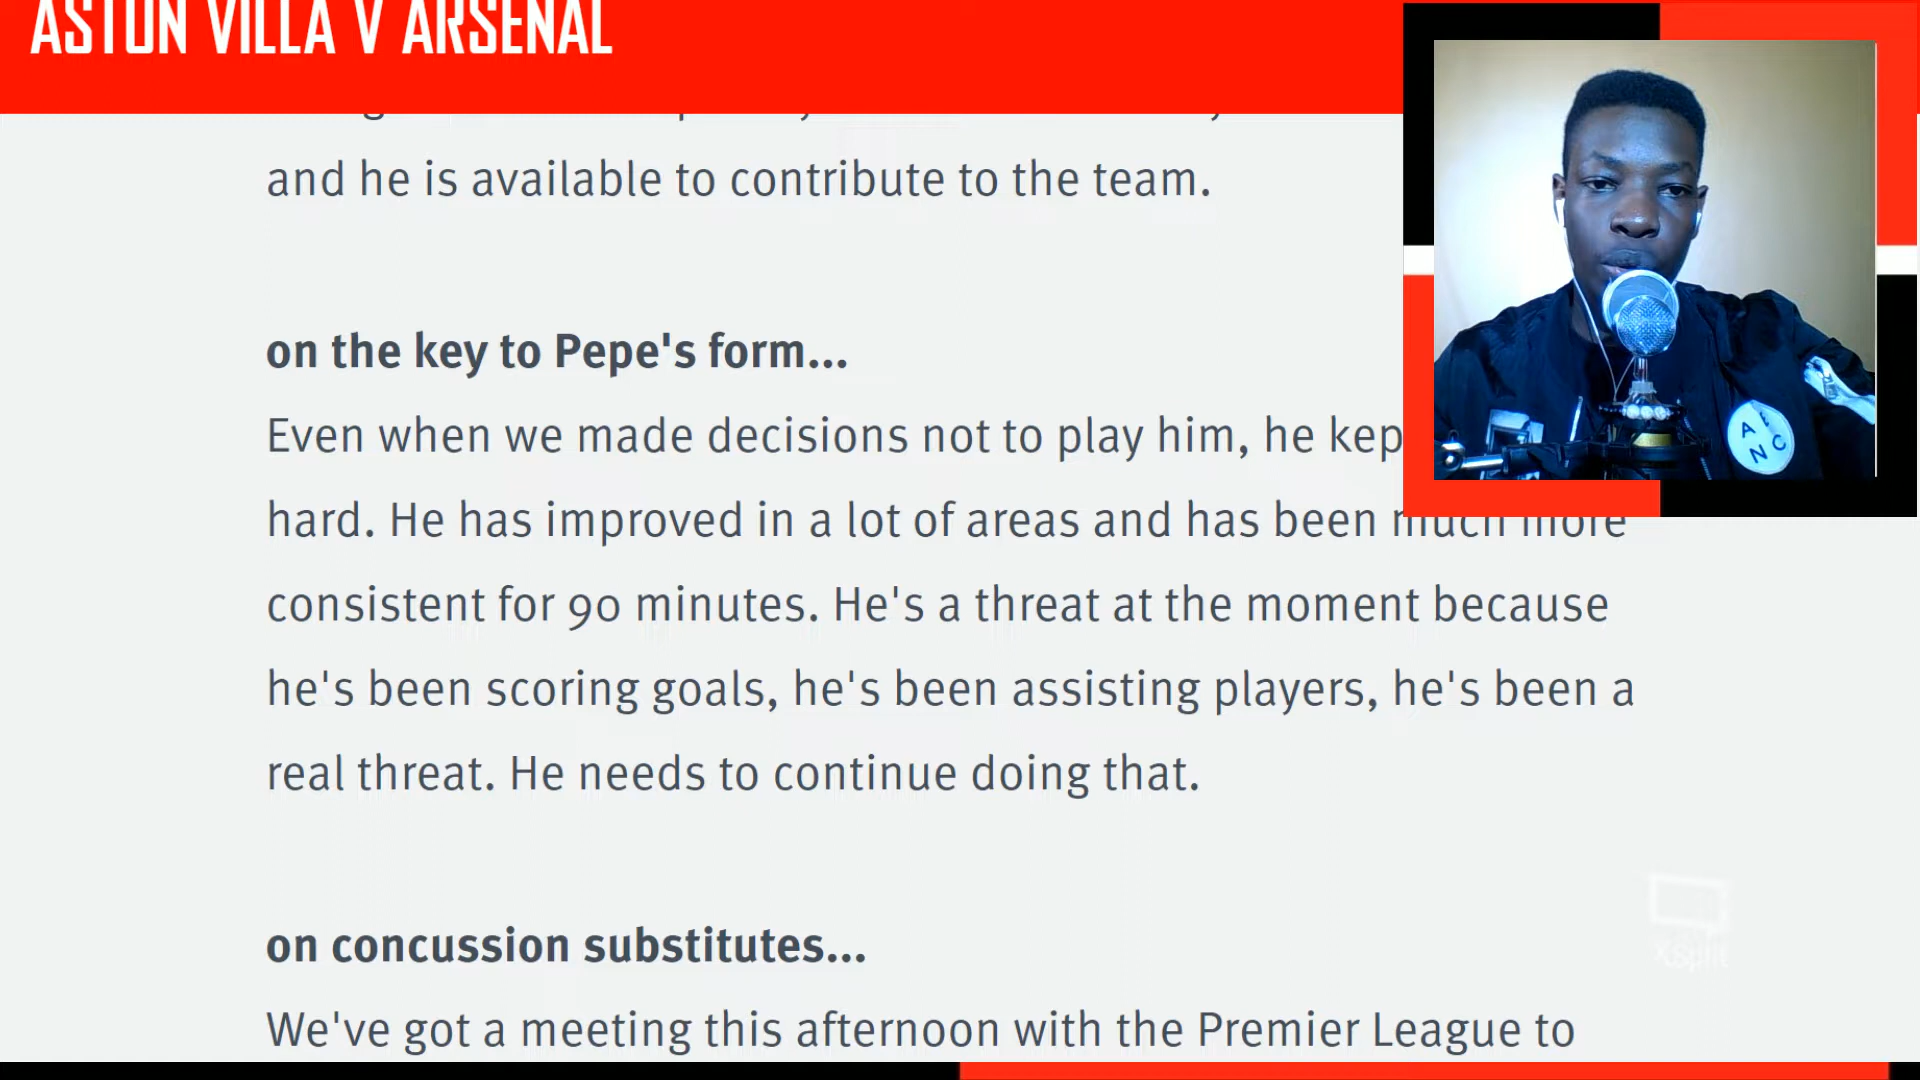 ASTON VILLA V ARSENAL
and he is available to contribute to the team.
on the key to Pepe's form...
Even when we made decisions not to play him, he kep
hard. He has improved in a lot of areas and has been much more
consistent for 90 minutes. He's a threat at the moment because
he's been scoring goals, he's been assisting players, he's been a
real threat. He needs to continue doing that.
on concussion substitutes...
We've got a meeting this afternoon with the Premier League to
XSplit